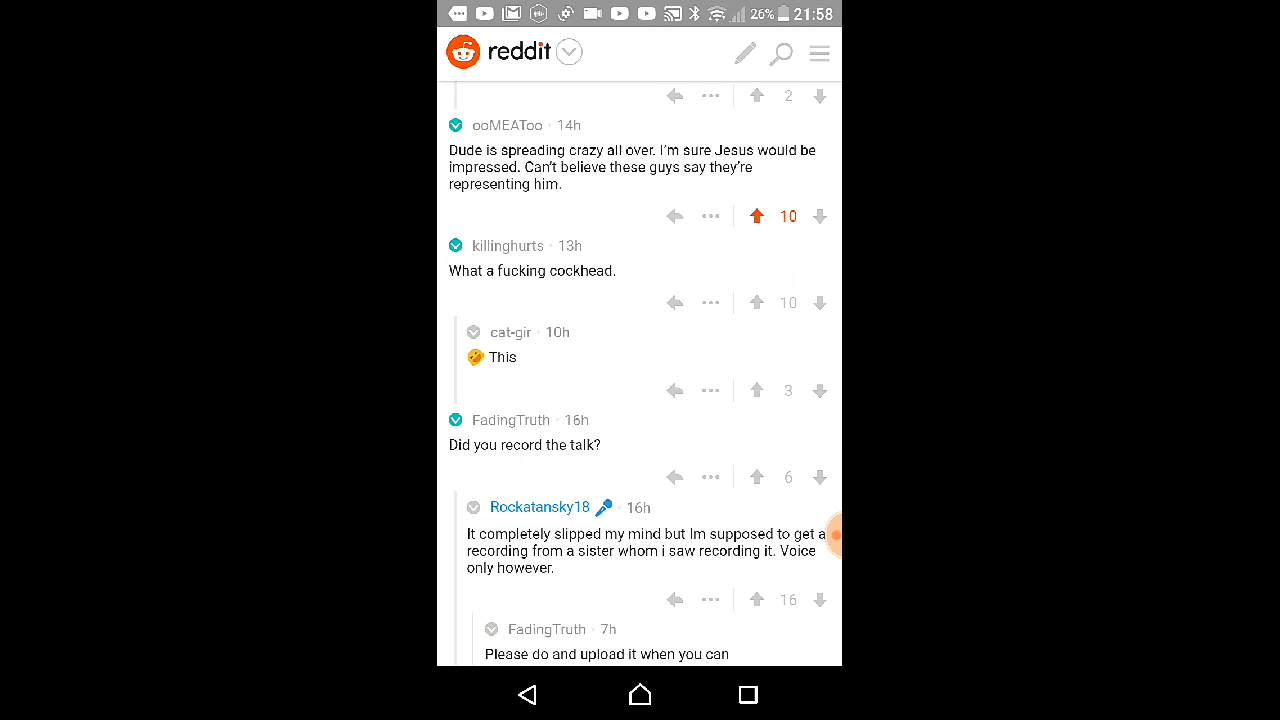 26% 21:58
reddit
2
ooMEAToo · 14h
Dude is spreading crazy all over. I'm sure Jesus would be
impressed. Can't believe these guys say they're
representing him.
10
killinghurts · 13h
What a fucking cockhead.
10
cat-gir · 10h
🤣 This
3
FadingTruth · 16h
Did you record the talk?
6
Rockatansky18 · 16h
It completely slipped my mind but Im supposed to get a
recording from a sister whom i saw recording it. Voice
only however.
16
FadingTruth · 7h
Please do and upload it when you can